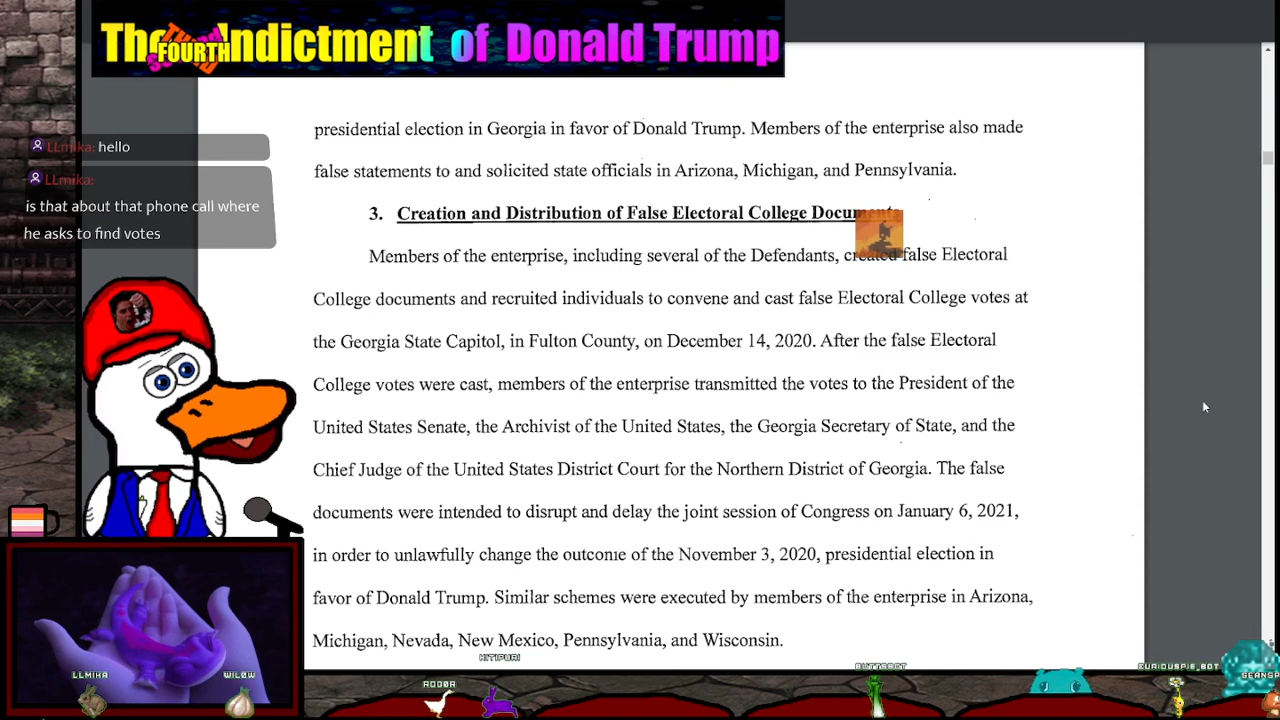 The FOURTH Indictment of Donald Trump
LLmika: hello
LLmika:
is that about that phone call where
he asks to find votes
presidential election in Georgia in favor of Donald Trump. Members of the enterprise also made
false statements to and solicited state officials in Arizona, Michigan, and Pennsylvania.
3. Creation and Distribution of False Electoral College Documents
Members of the enterprise, including several of the Defendants, created false Electoral
College documents and recruited individuals to convene and cast false Electoral College votes at
the Georgia State Capitol, in Fulton County, on December 14, 2020. After the false Electoral
College votes were cast, members of the enterprise transmitted the votes to the President of the
United States Senate, the Archivist of the United States, the Georgia Secretary of State, and the
Chief Judge of the United States District Court for the Northern District of Georgia. The false
documents were intended to disrupt and delay the joint session of Congress on January 6, 2021,
in order to unlawfully change the outcome of the November 3, 2020, presidential election in
favor of Donald Trump. Similar schemes were executed by members of the enterprise in Arizona,
Michigan, Nevada, New Mexico, Pennsylvania, and Wisconsin.
LLMIKA
WILOW
RODOR
KITIPURI
BUTTSBOT
CURIOUSPIE_BOT